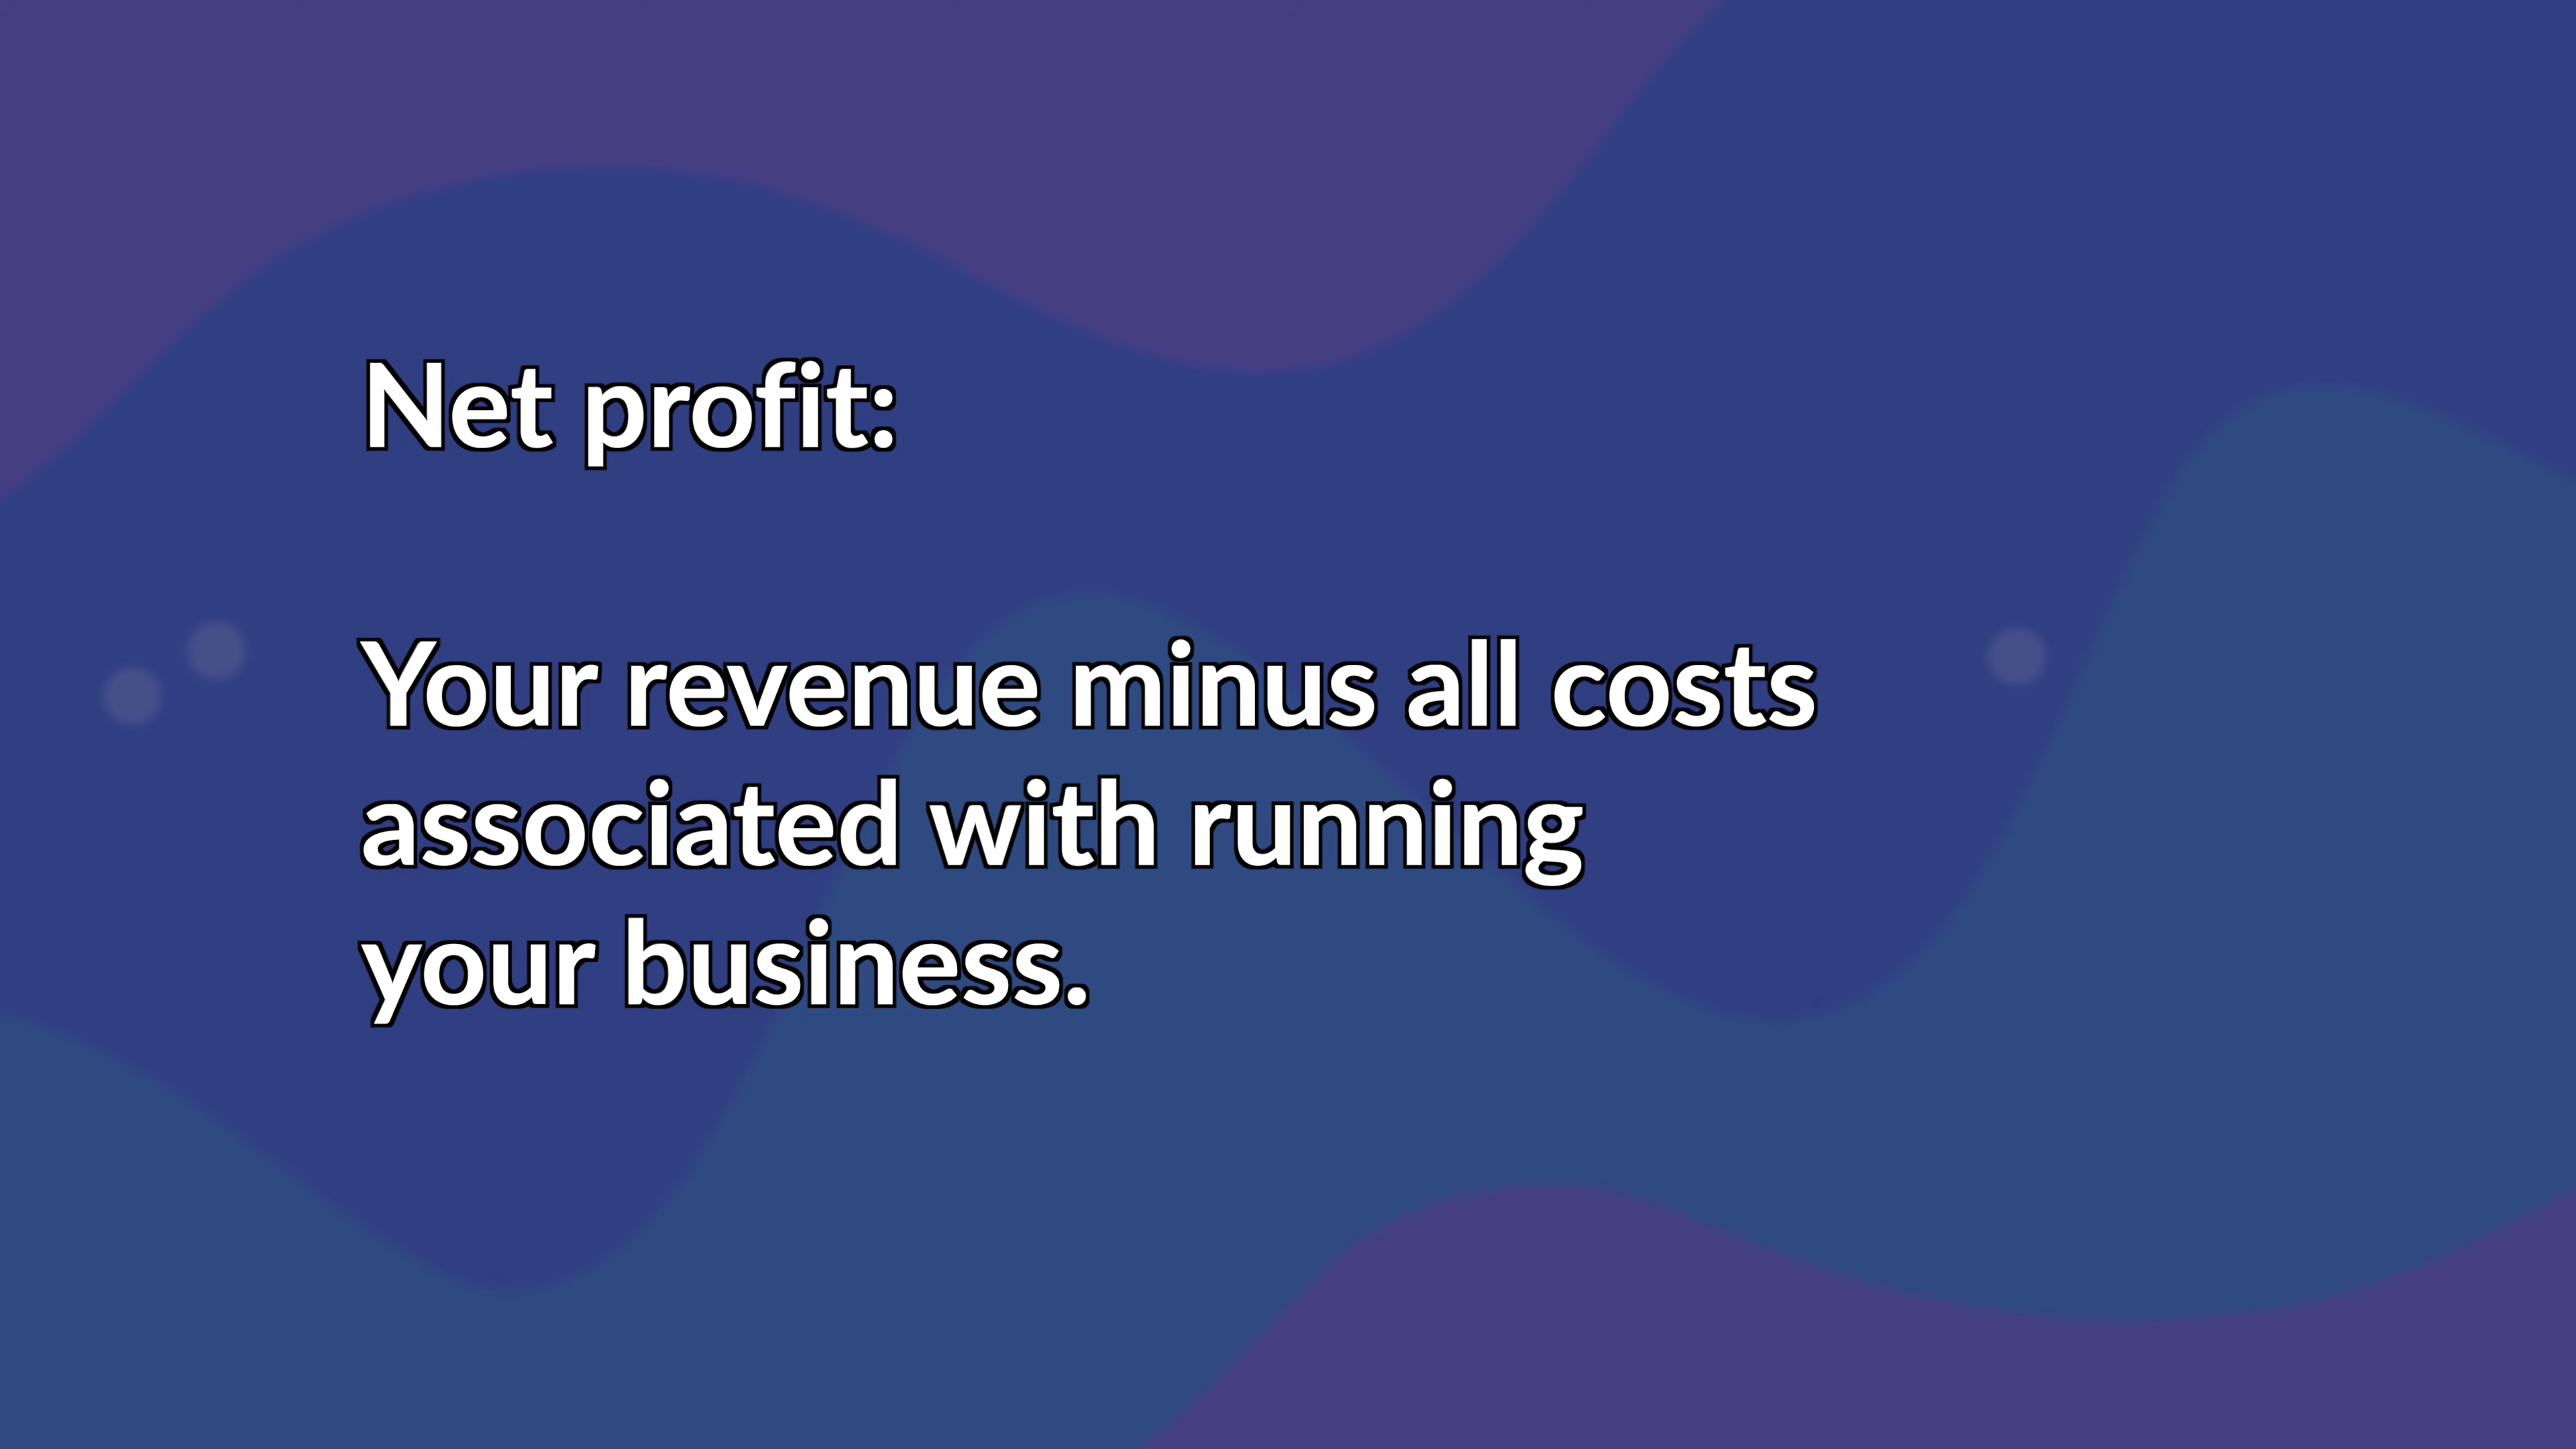 Net profit:
Your revenue minus all costs
associated with running
your business.